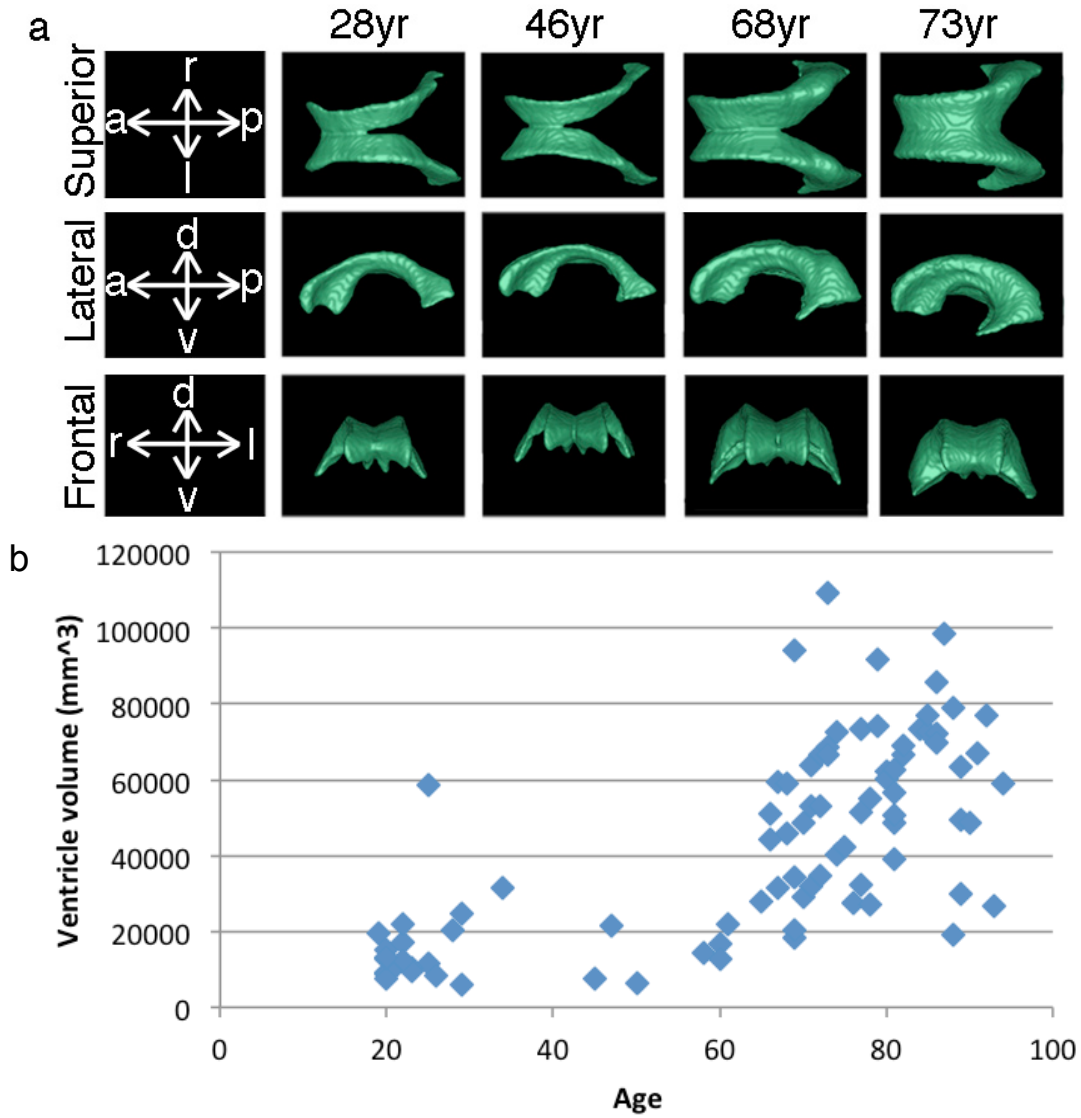 a
28yr 46yr 68yr 73yr
Superior
r
a p
l
Lateral
d
a p
v
Frontal
d
r l
v
b
Ventricle volume (mm^3)
120000
100000
80000
60000
40000
20000
0
0 20 40 60 80 100
Age